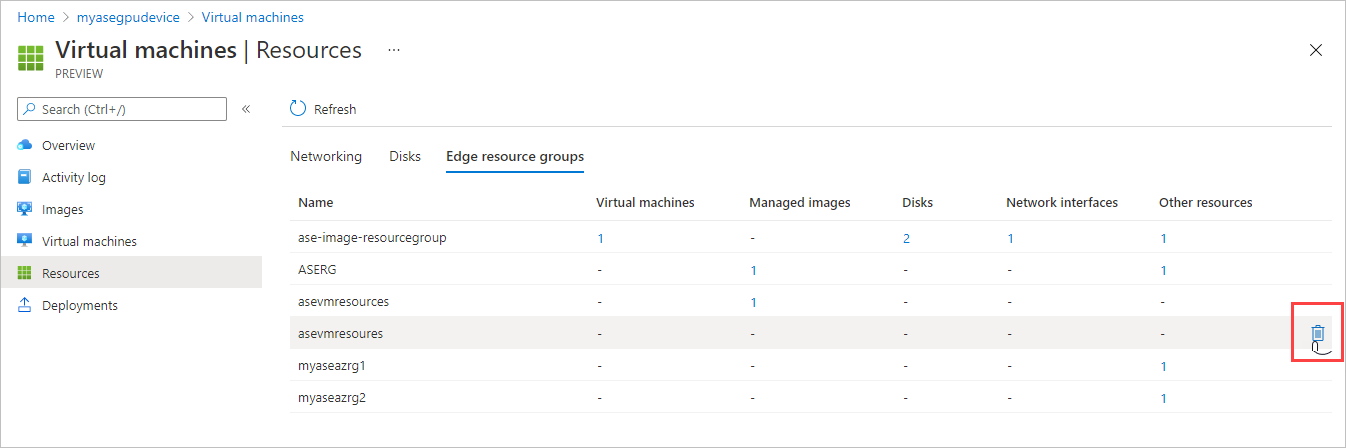 Home > myasegpudevice > Virtual machines
Virtual machines | Resources ...
PREVIEW
Search (Ctrl+/) «
Refresh
Overview
Activity log
Images
Virtual machines
Resources
Deployments
Networking Disks Edge resource groups
Name Virtual machines Managed images Disks Network interfaces Other resources
ase-image-resourcegroup 1 - 2 1 1
ASERG - 1 - - 1
asevmresources - 1 - - -
asevmresoures - - - - -
myaseazrg1 - - - - 1
myaseazrg2 - - - - 1